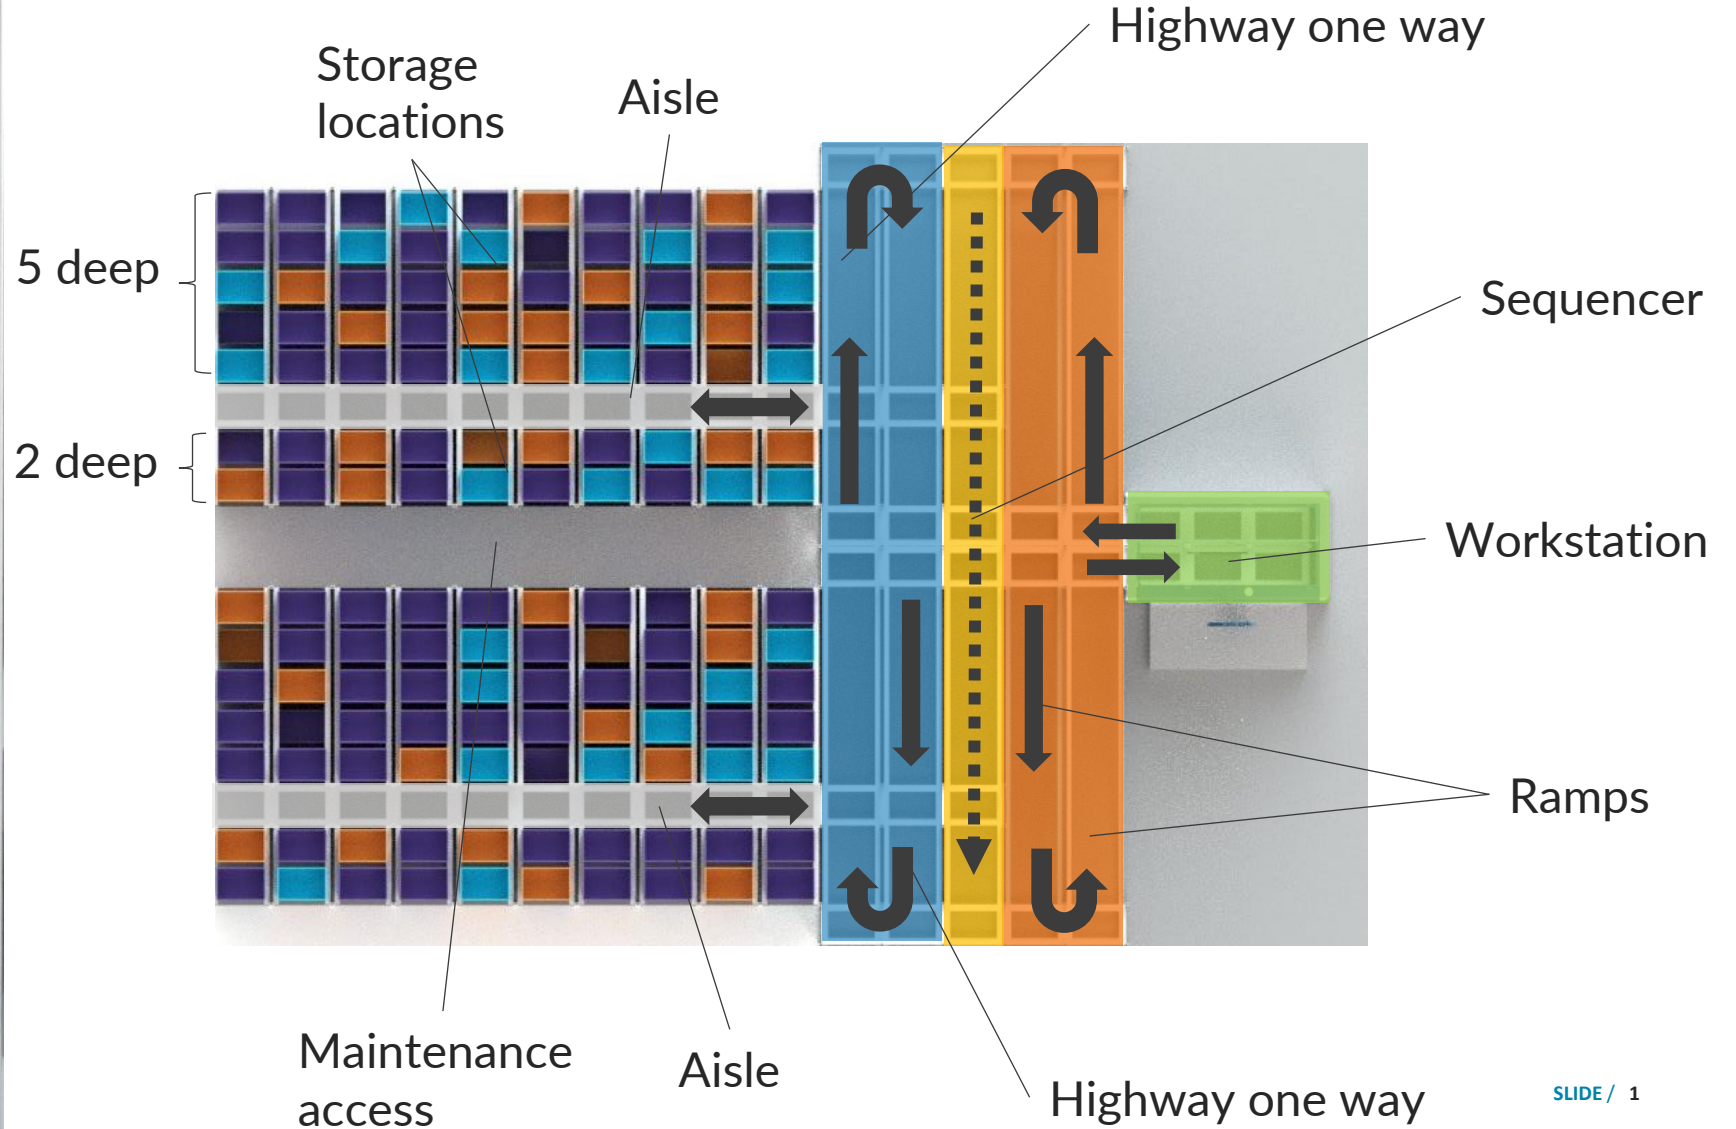 Highway one way
Storage
locations
Aisle
5 deep
Sequencer
2 deep
Workstation
Ramps
Maintenance
access
Aisle
Highway one way
SLIDE / 1